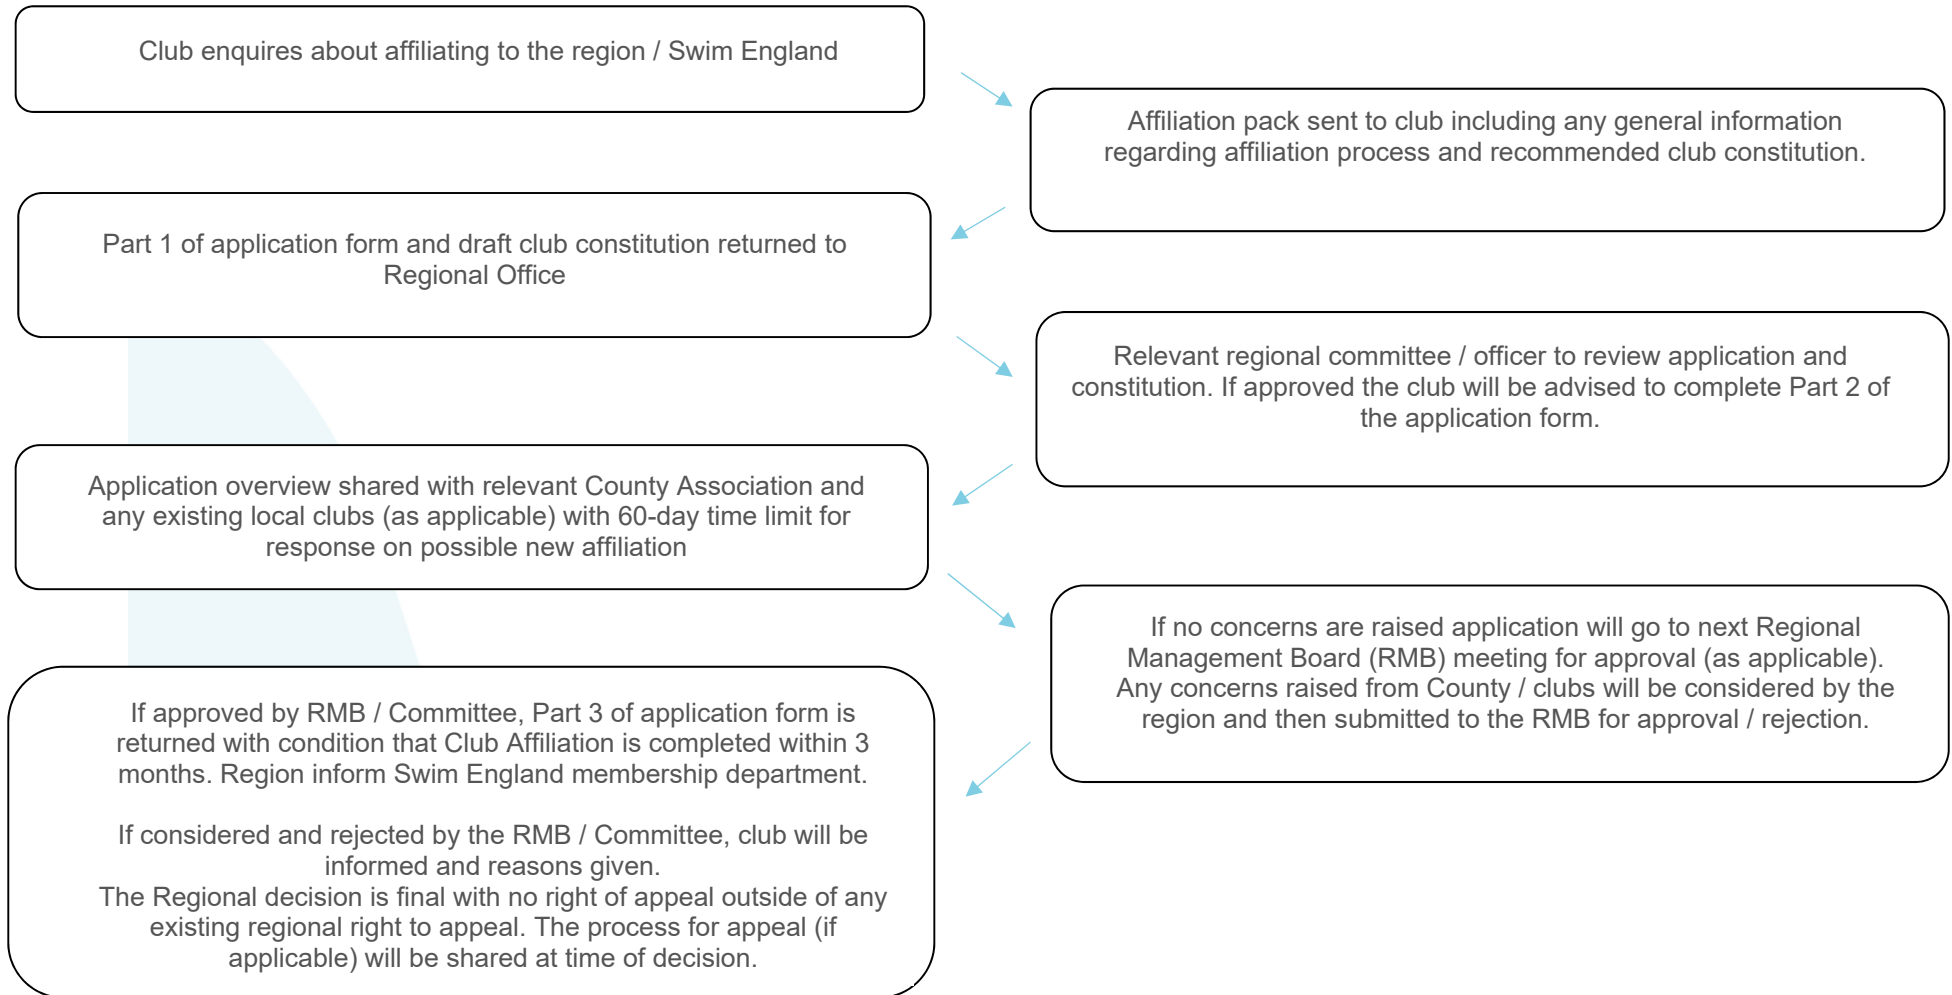 Club enquires about affiliating to the region / Swim England
Affiliation pack sent to club including any general information
regarding affiliation process and recommended club constitution.
Part 1 of application form and draft club constitution returned to
Regional Office
Relevant regional committee / officer to review application and
constitution. If approved the club will be advised to complete Part 2 of
the application form.
Application overview shared with relevant County Association and
any existing local clubs (as applicable) with 60-day time limit for
response on possible new affiliation
If no concerns are raised application will go to next Regional
Management Board (RMB) meeting for approval (as applicable).
Any concerns raised from County / clubs will be considered by the
region and then submitted to the RMB for approval / rejection.
If approved by RMB / Committee, Part 3 of application form is
returned with condition that Club Affiliation is completed within 3
months. Region inform Swim England membership department.
If considered and rejected by the RMB / Committee, club will be
informed and reasons given.
The Regional decision is final with no right of appeal outside of any
existing regional right to appeal. The process for appeal (if
applicable) will be shared at time of decision.